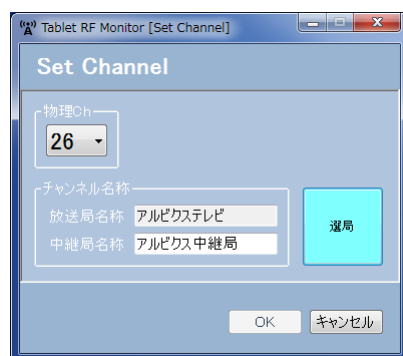 Tablet RF Monitor [Set Channel]
Set Channel
物理Ch
26
チャンネル名称
放送局名称 アルビクステレビ
中継局名称 アルビクス中継局
選局
OK キャンセル